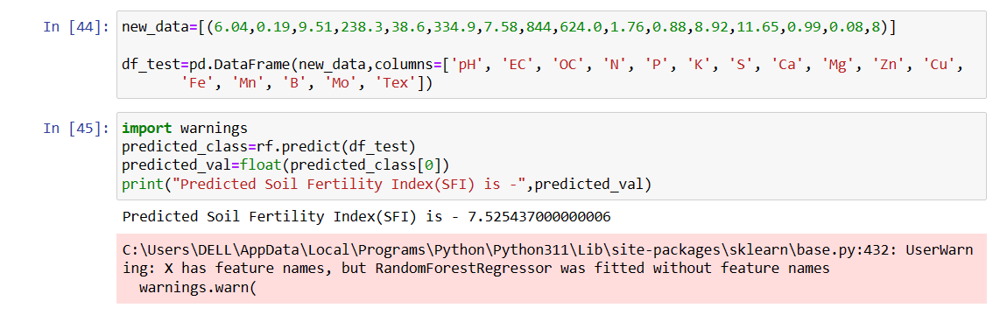 In [44]: new_data=[(6.04,0.19,9.51,238.3,38.6,334.9,7.58,844,624.0,1.76,0.88,8.92,11.65,0.99,0.08,8)]
df_test=pd.DataFrame(new_data,columns=['pH', 'EC', 'OC', 'N', 'P', 'K', 'S', 'Ca', 'Mg', 'Zn', 'Cu',
'Fe', 'Mn', 'B', 'Mo', 'Tex'])
In [45]: import warnings
predicted_class=rf.predict(df_test)
predicted_val=float(predicted_class[0])
print("Predicted Soil Fertility Index(SFI) is -",predicted_val)
Predicted Soil Fertility Index(SFI) is - 7.525437000000006
C:\Users\DELL\AppData\Local\Programs\Python\Python311\Lib\site-packages\sklearn\base.py:432: UserWarn
ing: X has feature names, but RandomForestRegressor was fitted without feature names
warnings.warn(